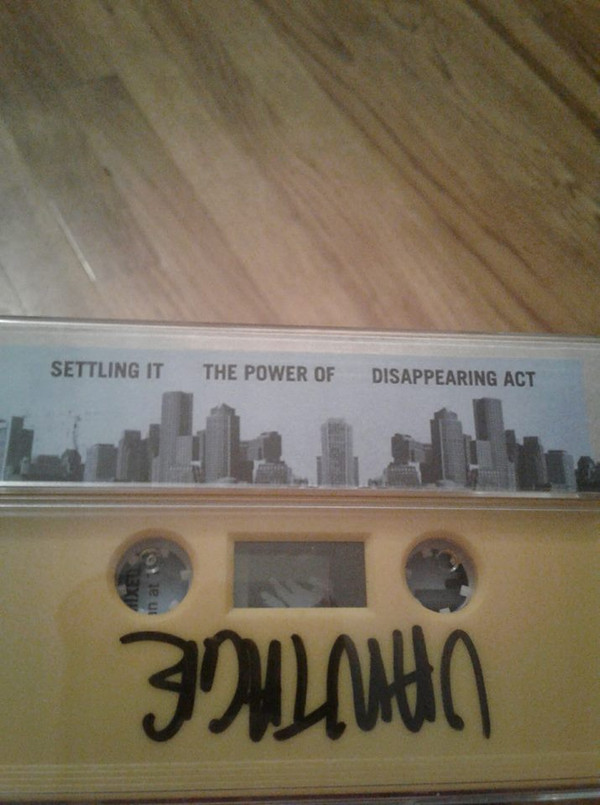 SETTLING IT THE POWER OF DISAPPEARING ACT
VANTAGE